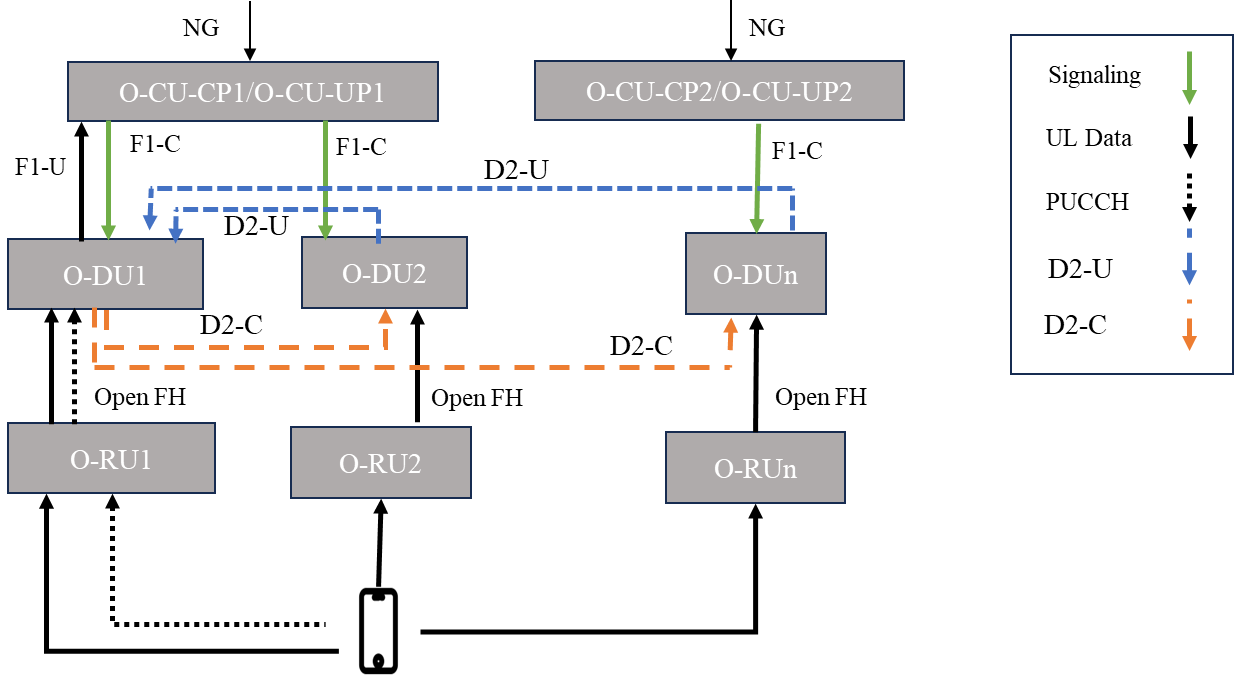 NG
NG
O-CU-CP1/O-CU-UP1
O-CU-CP2/O-CU-UP2
F1-U
F1-C
F1-C
F1-C
D2-U
D2-U
O-DU1
O-DU2
O-DUn
D2-C
D2-C
Open FH
Open FH
Open FH
O-RU1
O-RU2
O-RUn
Signaling
UL Data
PUCCH
D2-U
D2-C